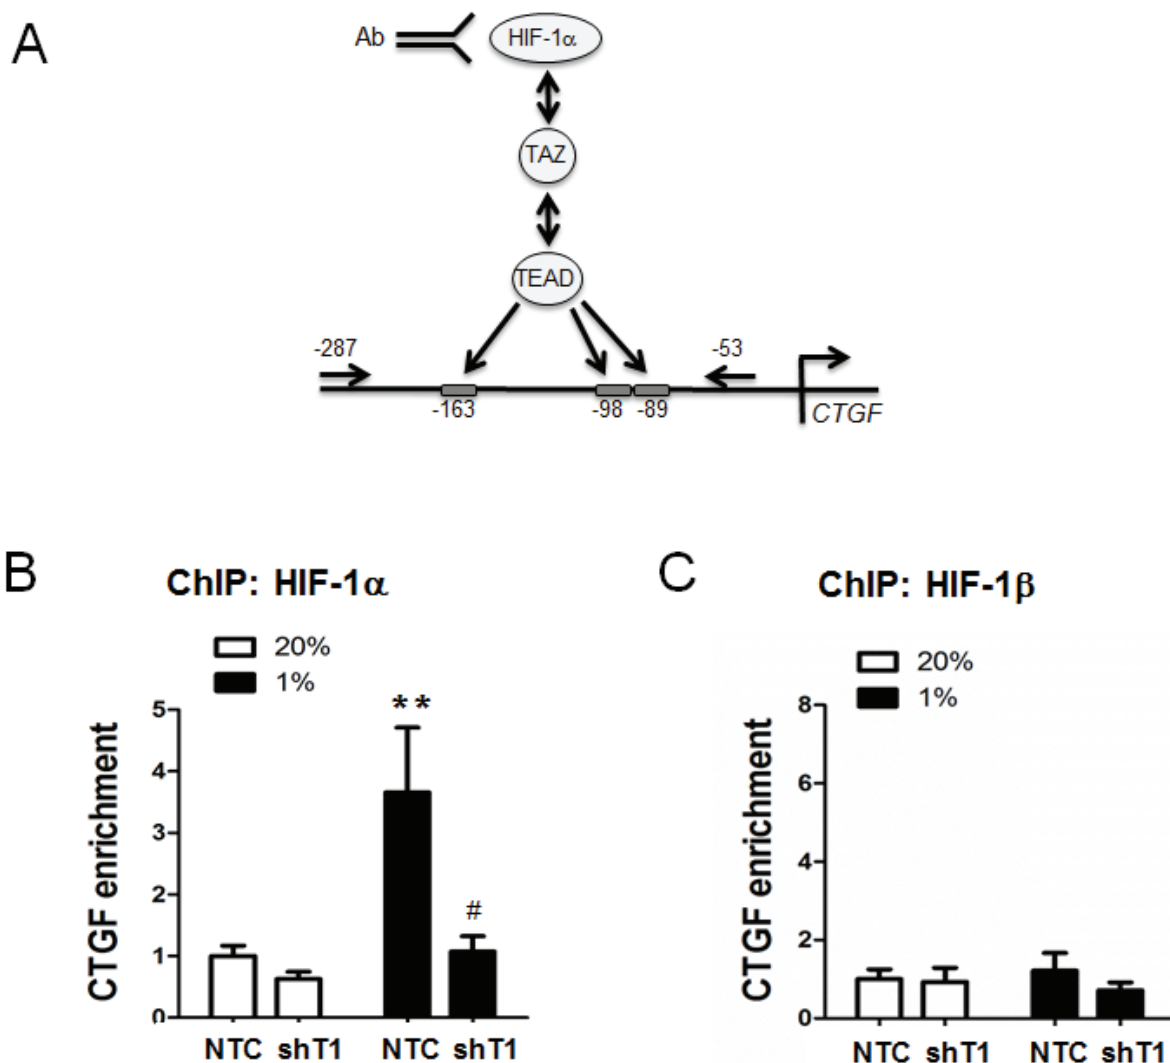 A
Ab
HIF-1α
TAZ
TEAD
-287
-53
-163
-98
-89
CTGF
B
ChIP: HIF-1α
20%
1%
CTGF enrichment
5
4
3
2
1
0
**
#
NTC shT1 NTC shT1
C
ChIP: HIF-1β
20%
1%
CTGF enrichment
8
6
4
2
0
NTC shT1 NTC shT1